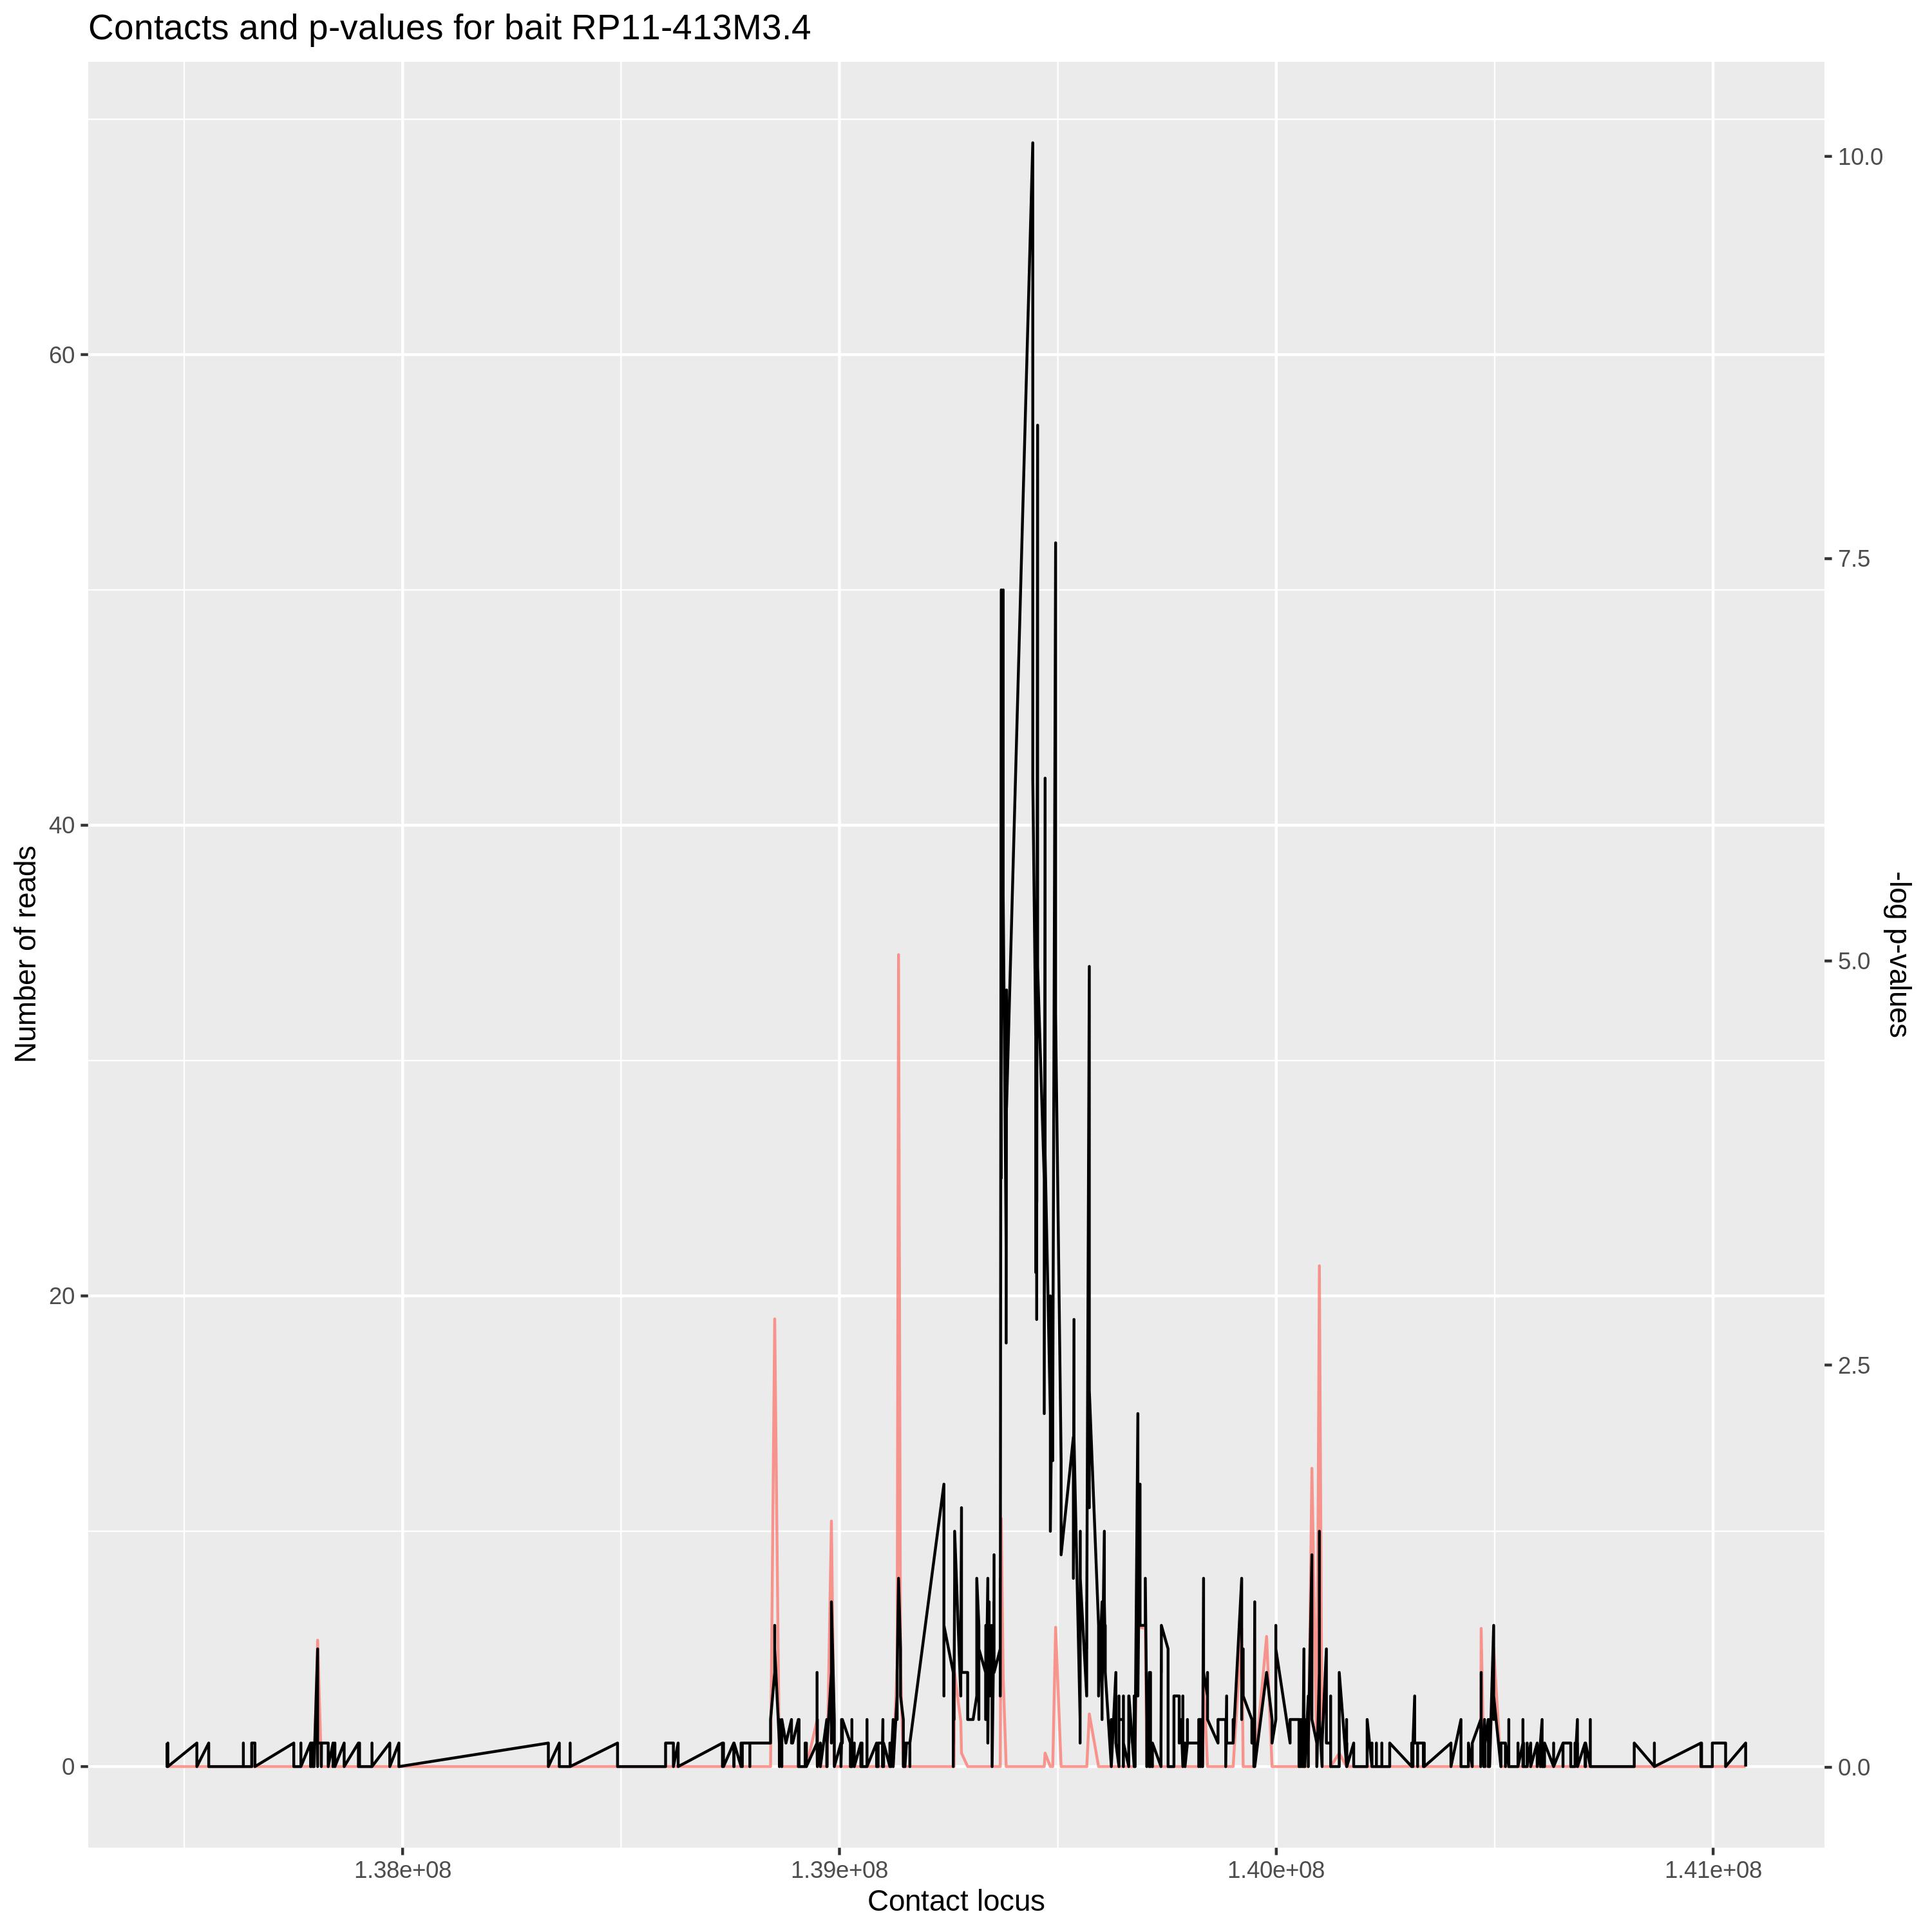 Contacts and p-values for bait RP11-413M3.4
Number of reads
60
40
20
0
10.0
7.5
5.0
2.5
0.0
-log p-values
1.38e+08
1.39e+08
1.40e+08
1.41e+08
Contact locus